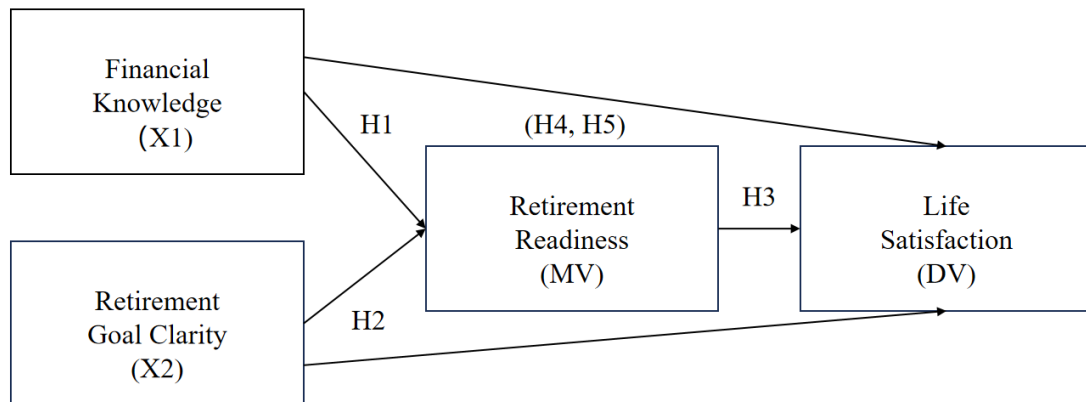 Financial
Knowledge
(X1)
H1
(H4, H5)
Retirement
Readiness
(MV)
H3
Life
Satisfaction
(DV)
Retirement
Goal Clarity
(X2)
H2